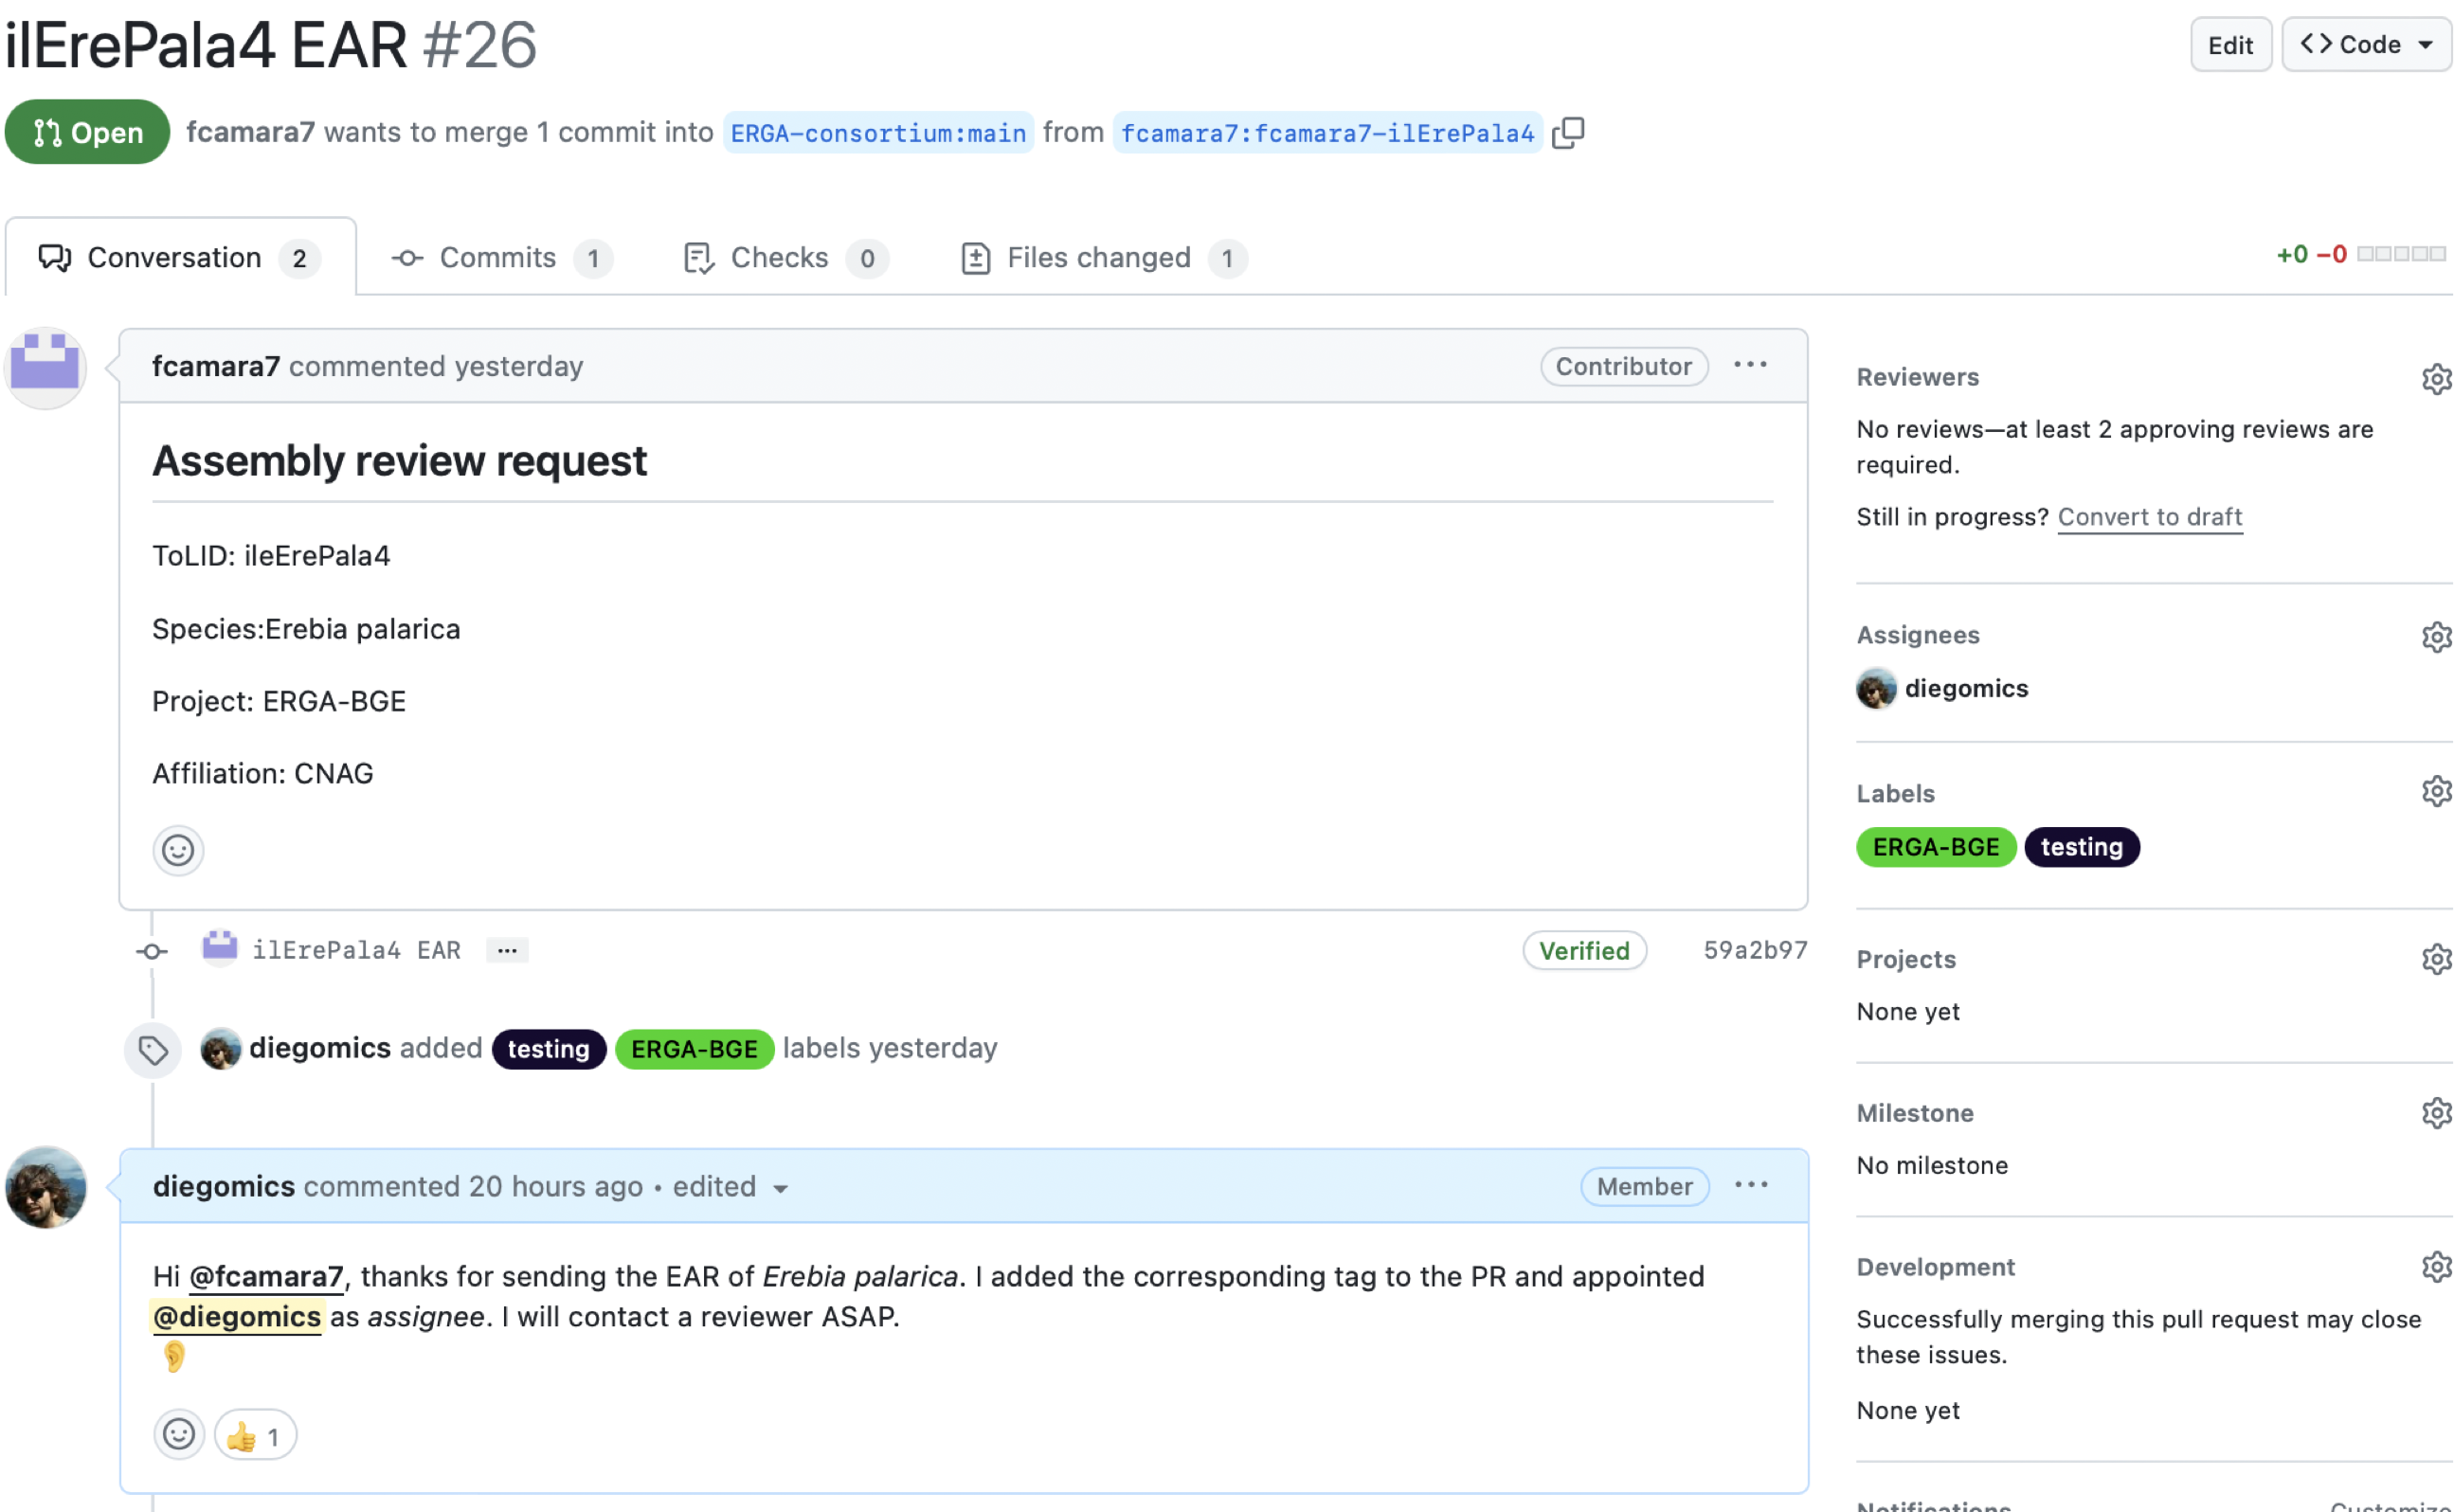 ilErePala4 EAR #26
Edit
Code
Open
fcamara7 wants to merge 1 commit into ERGA-consortium:main from fcamara7:fcamara7-ilErePala4
Conversation 2
Commits 1
Checks 0
Files changed 1
+0 −0
fcamara7 commented yesterday
Contributor
Assembly review request
ToLID: ileErePala4
Species:Erebia palarica
Project: ERGA-BGE
Affiliation: CNAG
ilErePala4 EAR
Verified
59a2b97
diegomics added testing ERGA-BGE labels yesterday
diegomics commented 20 hours ago • edited
Member
Hi @fcamara7, thanks for sending the EAR of Erebia palarica. I added the corresponding tag to the PR and appointed
@diegomics as assignee. I will contact a reviewer ASAP.
1
Reviewers
No reviews—at least 2 approving reviews are
required.
Still in progress? Convert to draft
Assignees
diegomics
Labels
ERGA-BGE testing
Projects
None yet
Milestone
No milestone
Development
Successfully merging this pull request may close
these issues.
None yet
Notifications
Customize